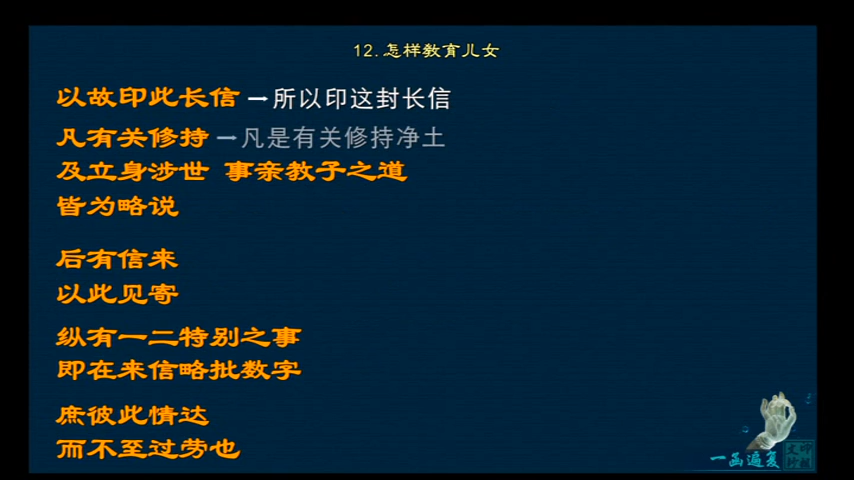 12.怎样教育儿女
以故印此长信→所以印这封长信
凡有关修持→凡是有关修持净土
及立身涉世 事亲教子之道
皆为略说
后有信来
以此见寄
纵有一二特别之事
即在来信略批数字
庶彼此情达
而不至过劳也
一函遍复